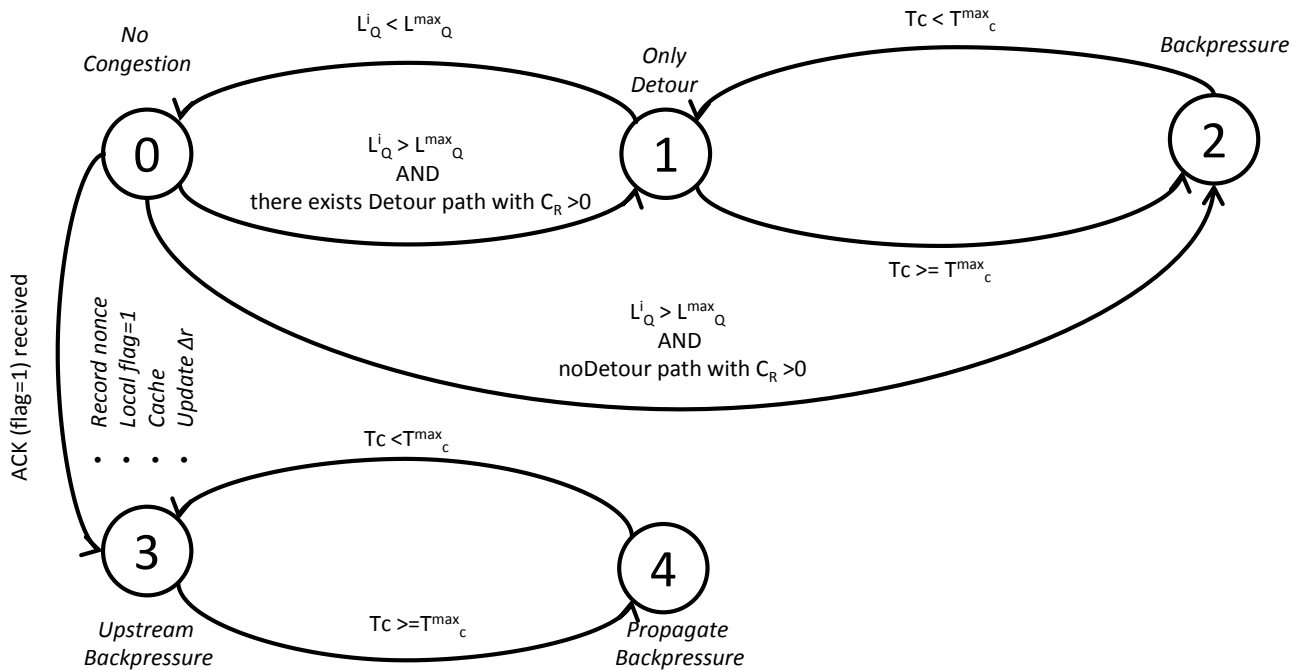 No
Congestion
L^i_Q < L^max_Q
Only
Detour
Tc < T^max_c
Backpressure
0
1
2
L^i_Q > L^max_Q
AND
there exists Detour path with C_R >0
Tc >= T^max_c
L^i_Q > L^max_Q
AND
noDetour path with C_R >0
ACK (flag=1) received
• Record nonce
• Local flag=1
• Cache
• Update Δr
Tc <T^max_c
3
4
Tc >=T^max_c
Upstream
Backpressure
Propagate
Backpressure